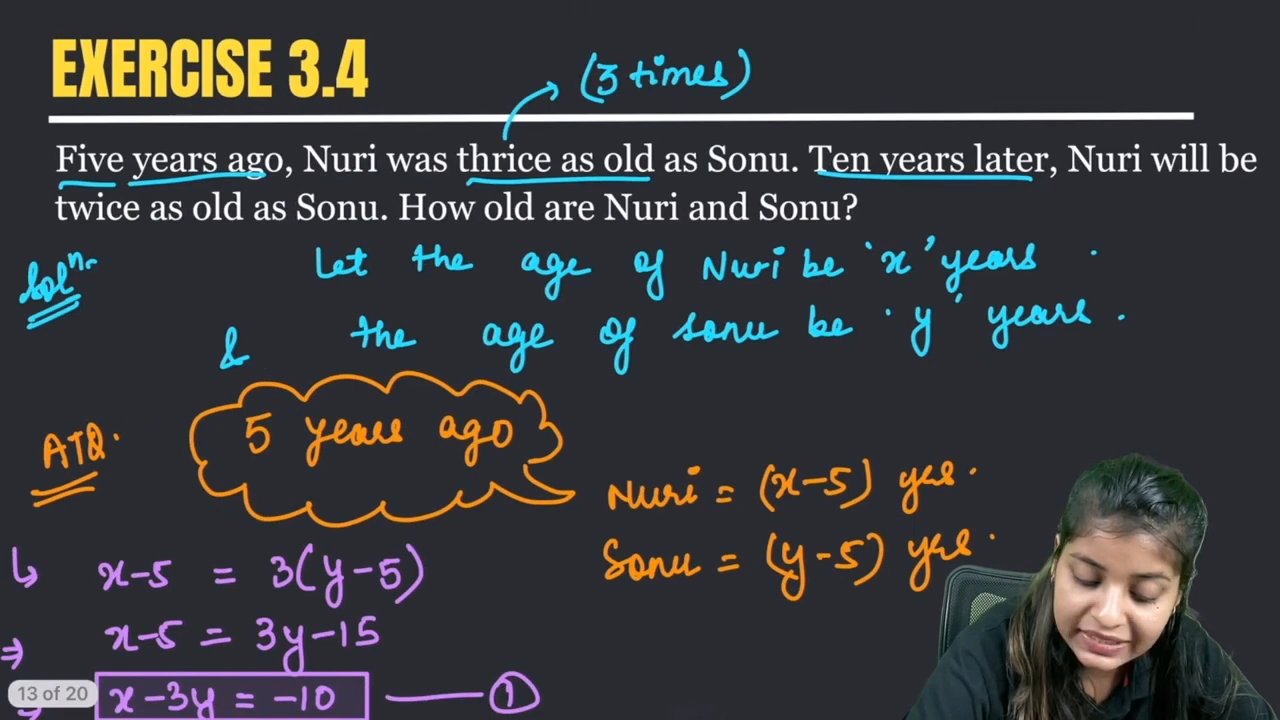 EXERCISE 3.4
(3 times)
Five years ago, Nuri was thrice as old as Sonu. Ten years later, Nuri will be
twice as old as Sonu. How old are Nuri and Sonu?
Solⁿ.
Let the age of Nuri be 'x' years.
& the age of sonu be 'y' years.
ATQ.
5 years ago
Nuri = (x-5) yrs.
Sonu = (y-5) yrs.
↳ x-5 = 3(y-5)
⇒ x-5 = 3y-15
x-3y = -10 —— ①
13 of 20